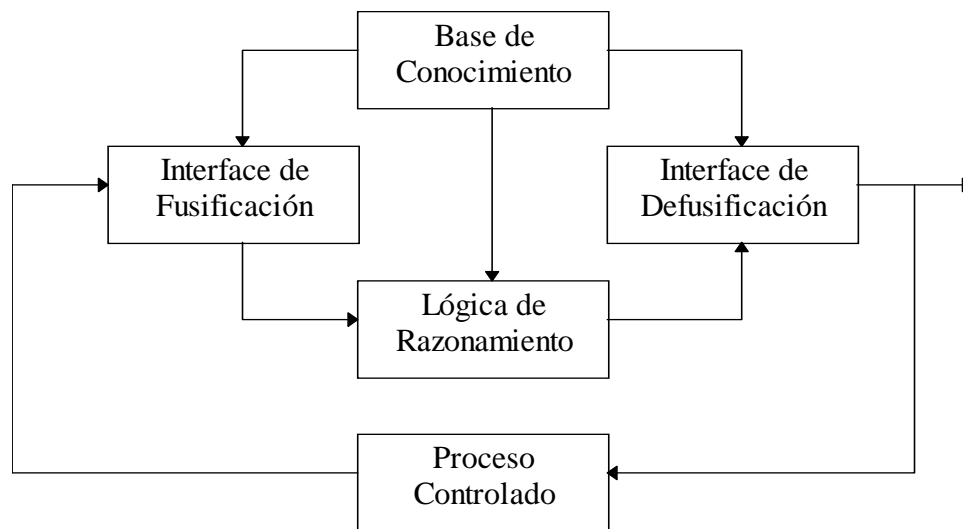 Base de
Conocimiento
Interface de
Fusificación
Interface de
Defusificación
Lógica de
Razonamiento
Proceso
Controlado